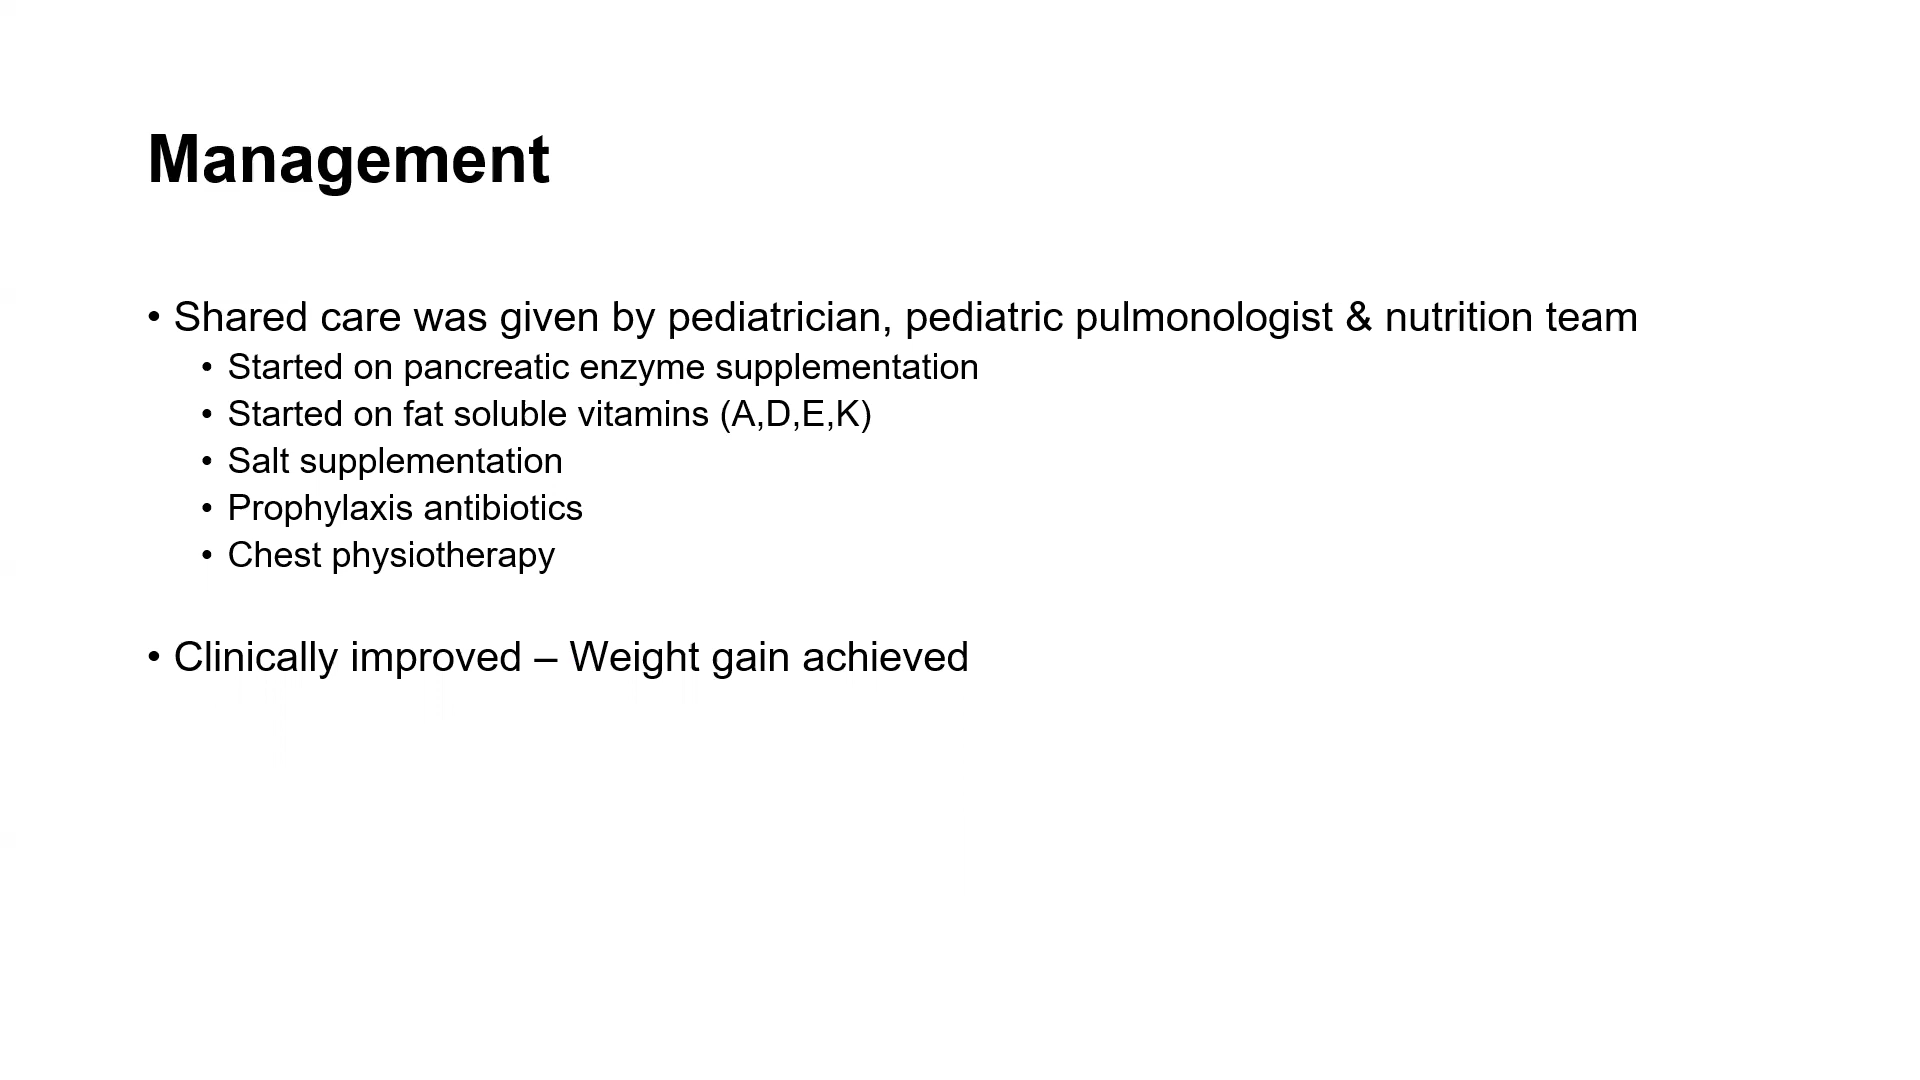 Management
• Shared care was given by pediatrician, pediatric pulmonologist & nutrition team
• Started on pancreatic enzyme supplementation
• Started on fat soluble vitamins (A,D,E,K)
• Salt supplementation
• Prophylaxis antibiotics
• Chest physiotherapy
• Clinically improved – Weight gain achieved